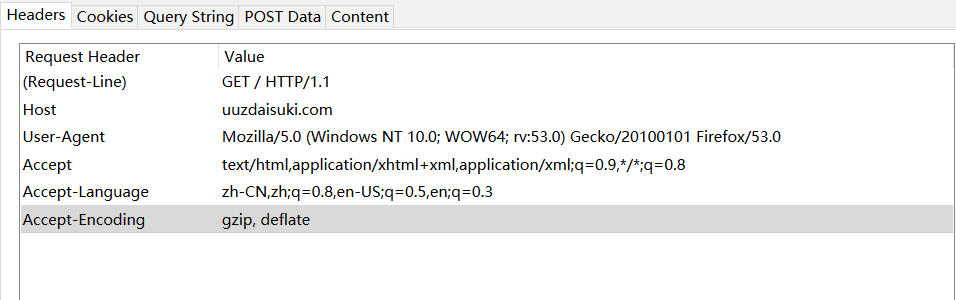 Headers Cookies Query String POST Data Content
Request Header Value
(Request-Line) GET / HTTP/1.1
Host uuzdaisuki.com
User-Agent Mozilla/5.0 (Windows NT 10.0; WOW64; rv:53.0) Gecko/20100101 Firefox/53.0
Accept text/html,application/xhtml+xml,application/xml;q=0.9,*/*;q=0.8
Accept-Language zh-CN,zh;q=0.8,en-US;q=0.5,en;q=0.3
Accept-Encoding gzip, deflate